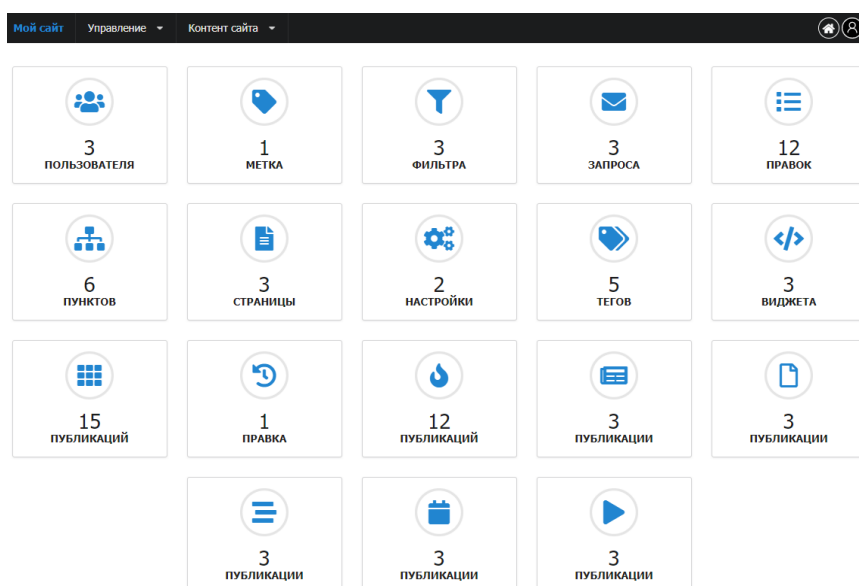 Мой сайт Управление Контент сайта
3 1 3 3 12
ПОЛЬЗОВАТЕЛЯ МЕТКА ФИЛЬТРА ЗАПРОСА ПРАВОК
6 3 2 5 3
ПУНКТОВ СТРАНИЦЫ НАСТРОЙКИ ТЕГОВ ВИДЖЕТА
15 1 12 3 3
ПУБЛИКАЦИЙ ПРАВКА ПУБЛИКАЦИЙ ПУБЛИКАЦИИ ПУБЛИКАЦИИ
3 3 3
ПУБЛИКАЦИИ ПУБЛИКАЦИИ ПУБЛИКАЦИИ